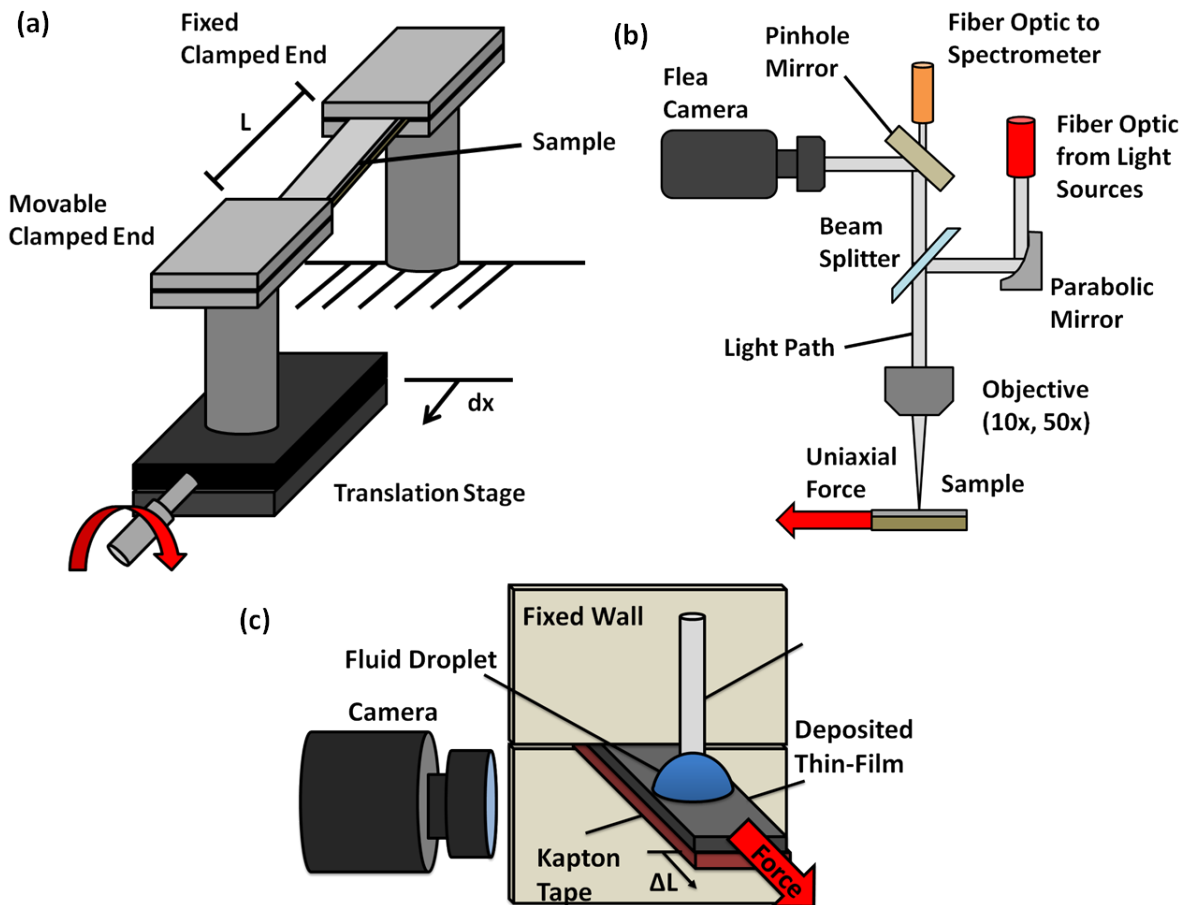 (a)
Fixed
Clamped End
L
Sample
Movable
Clamped End
dx
Translation Stage
(b)
Fiber Optic to
Spectrometer
Pinhole
Mirror
Flea
Camera
Fiber Optic
from Light
Sources
Beam
Splitter
Parabolic
Mirror
Light Path
Objective
(10x, 50x)
Uniaxial
Force
Sample
(c)
Fixed Wall
Fluid Droplet
Camera
Deposited
Thin-Film
Kapton
Tape
ΔL
Force